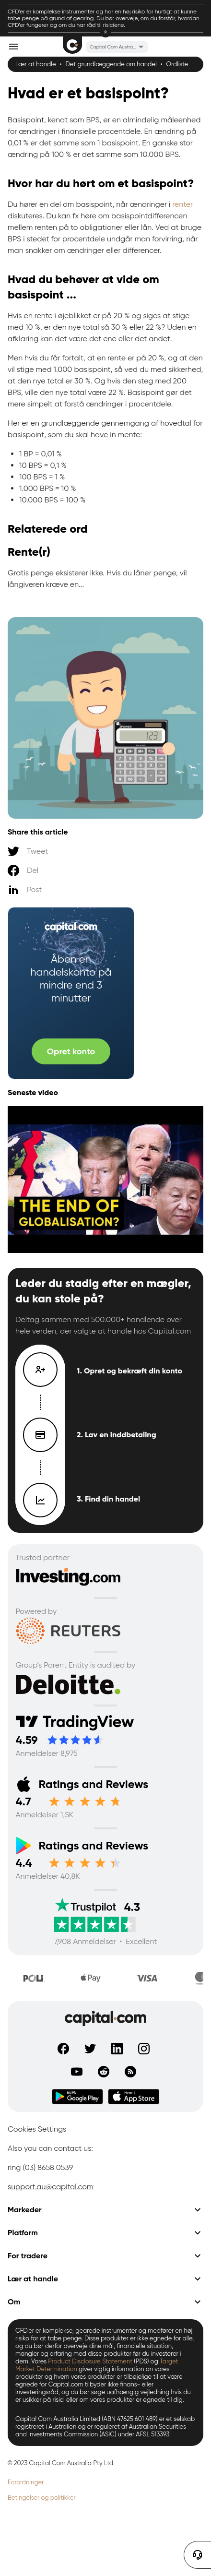 CFD'er er komplekse instrumenter og har en høj risiko for hurtigt at kunne
tabe penge på grund af gearing. Du bør overveje, om du forstår, hvordan
CFD'er fungerer og om du har råd til risiciene.
Capital Com Austra...
Lær at handle • Det grundlæggende om handel • Ordliste
Hvad er et basispoint?
Basispoint, kendt som BPS, er en almindelig måleenhed
for ændringer i finansielle procentdele. En ændring på
0,01 % er det samme som 1 basispoint. En ganske stor
ændring på 100 % er det samme som 10.000 BPS.
Hvor har du hørt om et basispoint?
Du hører en del om basispoint, når ændringer i renter
diskuteres. Du kan fx høre om basispointdifferencen
mellem renten på to obligationer eller lån. Ved at bruge
BPS i stedet for procentdele undgår man forvirring, når
man snakker om ændringer eller differencer.
Hvad du behøver at vide om
basispoint ...
Hvis en rente i øjeblikket er på 20 % og siges at stige
med 10 %, er den nye total så 30 % eller 22 %? Uden en
afklaring kan det være det ene eller det andet.
Men hvis du får fortalt, at en rente er på 20 %, og at den
vil stige med 1.000 basispoint, så ved du med sikkerhed,
at den nye total er 30 %. Og hvis den steg med 200
BPS, ville den nye total være 22 %. Basispoint gør det
mere simpelt at forstå ændringer i procentdele.
Her er en grundlæggende gennemgang af hovedtal for
basispoint, som du skal have in mente:
• 1 BP = 0,01 %
• 10 BPS = 0,1 %
• 100 BPS = 1 %
• 1.000 BPS = 10 %
• 10.000 BPS = 100 %
Relaterede ord
Rente(r)
Gratis penge eksisterer ikke. Hvis du låner penge, vil
långiveren kræve en...
Share this article
Tweet
Del
Post
capital.com
Åben en
handelskonto på
mindre end 3
minutter
Opret konto
Seneste video
THE END OF
GLOBALISATION?
Leder du stadig efter en mægler,
du kan stole på?
Deltag sammen med 500.000+ handlende over
hele verden, der valgte at handle hos Capital.com
1. Opret og bekræft din konto
2. Lav en inddbetaling
3. Find din handel
Trusted partner
Investing.com
Powered by
REUTERS
Group's Parent Entity is audited by
Deloitte.
TradingView
4.59
Anmeldelser 8,975
Ratings and Reviews
4.7
Anmeldelser 1,5K
Ratings and Reviews
4.4
Anmeldelser 40,8K
Trustpilot 4.3
7,908 Anmeldelser • Excellent
POLi
Pay
VISA
capital.com
Google Play
App Store
Cookies Settings
Also you can contact us:
ring (03) 8658 0539
support.au@capital.com
Markeder
Platform
For tradere
Lær at handle
Om
CFD'er er komplekse, gearede instrumenter og medfører en høj
risiko for at tabe penge. Disse produkter er ikke egnede for alle,
og du bør derfor overveje dine mål, finansielle situation,
behov, erfaring og risikovillighed, før du handler med
dem. Vores Product Disclosure Statement (PDS) og Target
Market Determination giver vigtig information om vores
produkter og hvem vores produkter er tilbøjelige til at være
egnede for Capital.com tilbyder ikke finans- eller
investeringsråd, og du bør søge uafhængig vejledning hvis du
er usikker på risici eller om vores produkter er egnede til dig.
Capital Com Australia Limited (ABN 47625 601 489) er et selskab
registreret i Australien og er reguleret af Australian Securities
and Investments Commission (ASIC) under AFSL 513393.
© 2023 Capital Com Australia Pty Ltd
Forordninger
Betingelser og politikker